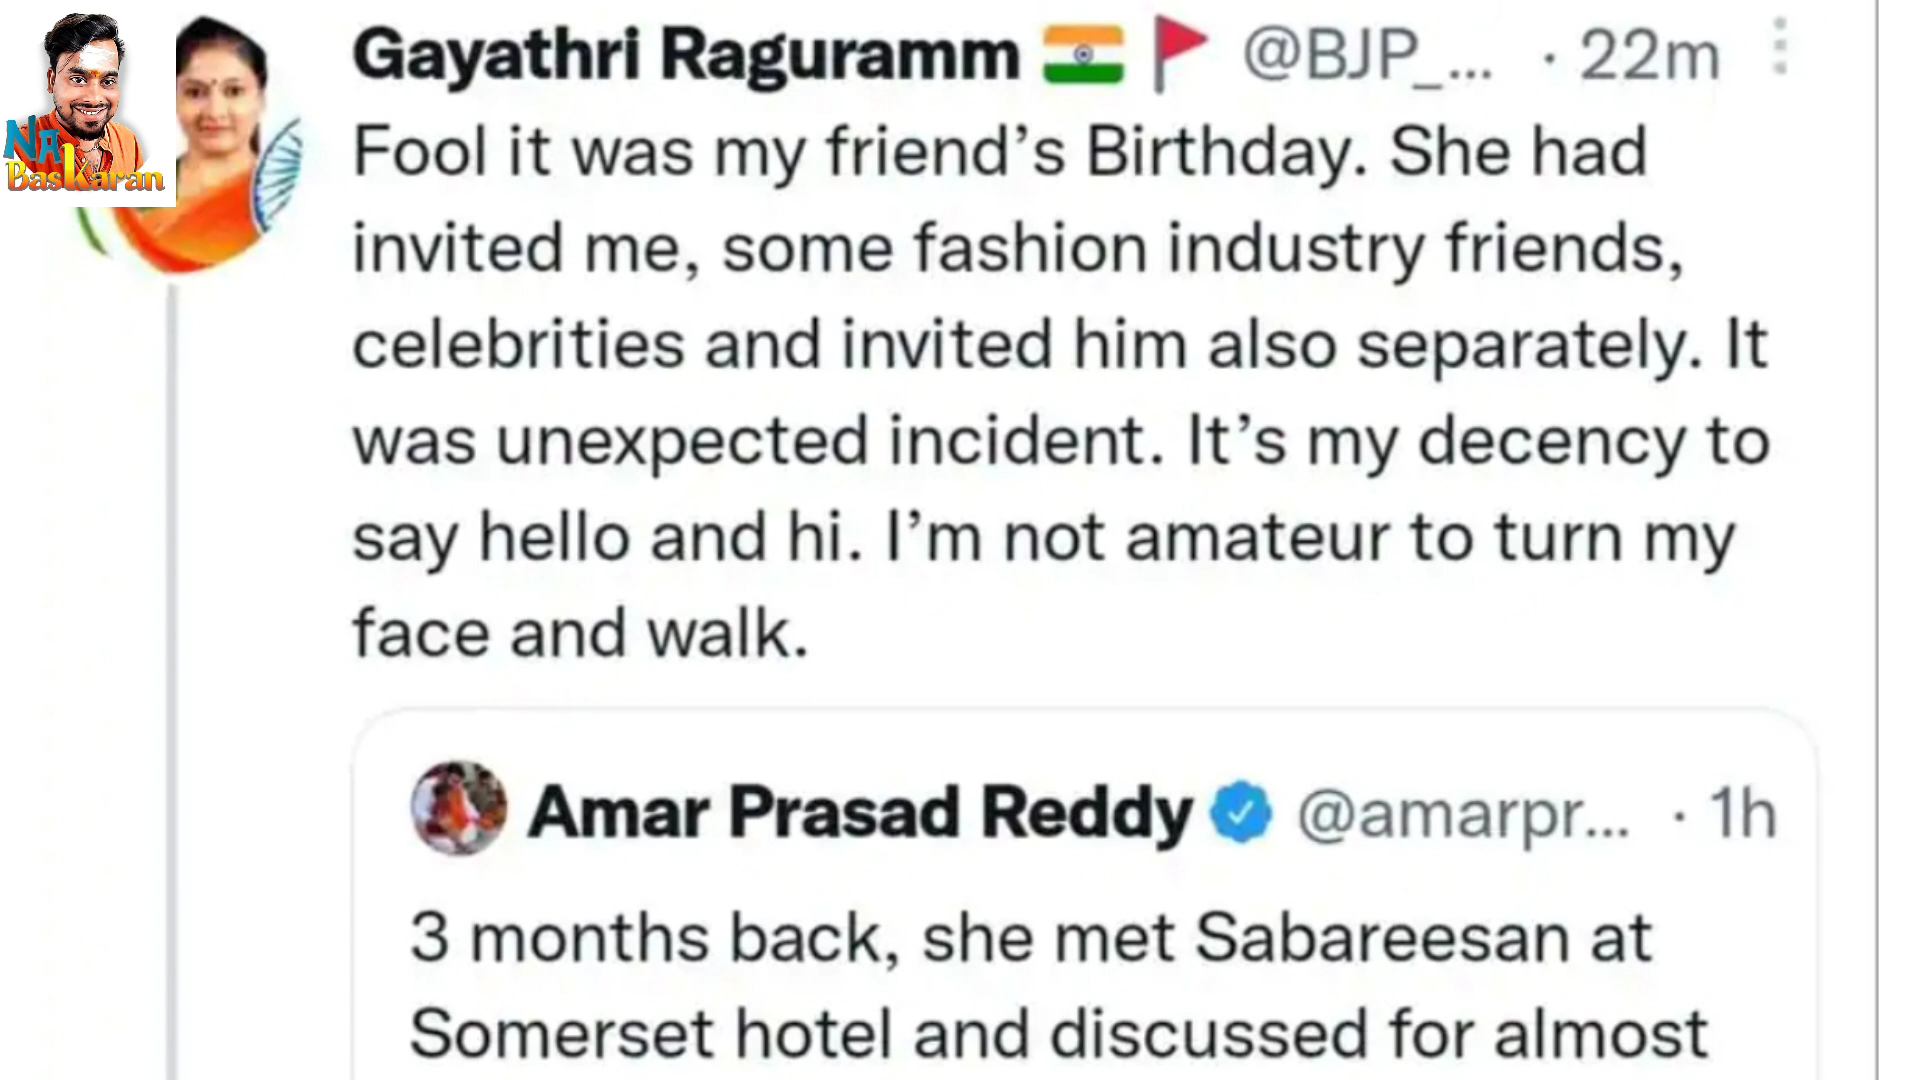 NA
Baskaran
Gayathri Raguramm @BJP_... · 22m
Fool it was my friend’s Birthday. She had
invited me, some fashion industry friends,
celebrities and invited him also separately. It
was unexpected incident. It’s my decency to
say hello and hi. I’m not amateur to turn my
face and walk.
Amar Prasad Reddy @amarpr... · 1h
3 months back, she met Sabareesan at
Somerset hotel and discussed for almost